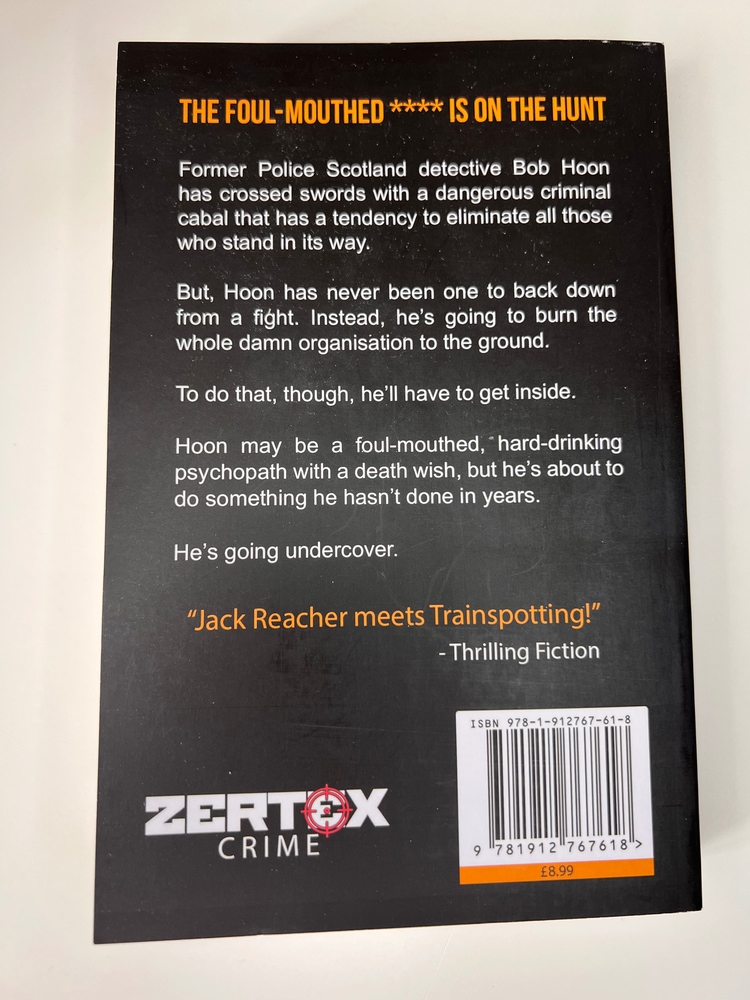 THE FOUL-MOUTHED **** IS ON THE HUNT
Former Police Scotland detective Bob Hoon
has crossed swords with a dangerous criminal
cabal that has a tendency to eliminate all those
who stand in its way.
But, Hoon has never been one to back down
from a fight. Instead, he's going to burn the
whole damn organisation to the ground.
To do that, though, he'll have to get inside.
Hoon may be a foul-mouthed, hard-drinking
psychopath with a death wish, but he's about to
do something he hasn't done in years.
He's going undercover.
“Jack Reacher meets Trainspotting!”
- Thrilling Fiction
ISBN 978-1-912767-61-8
9 781912 767618 >
£8.99
ZERTEX
CRIME